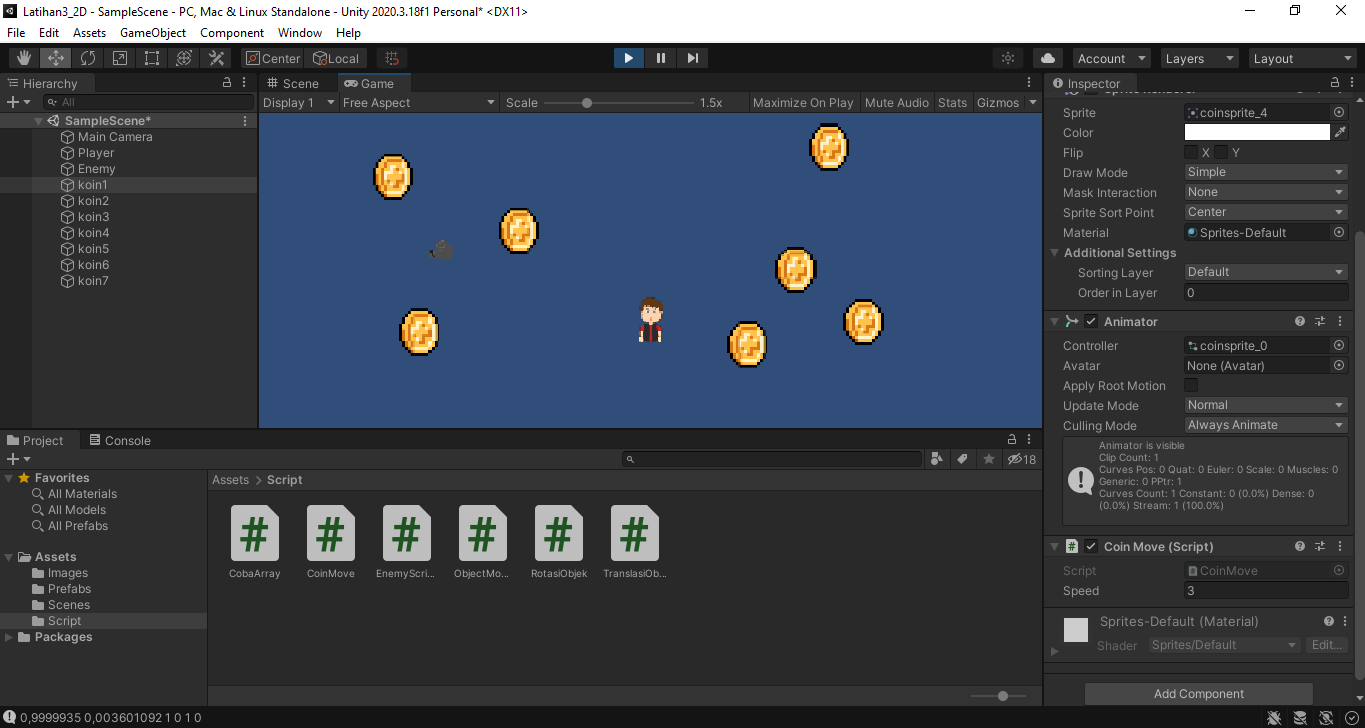 Latihan3_2D - SampleScene - PC, Mac & Linux Standalone - Unity 2020.3.18f1 Personal* <DX11>
File Edit Assets GameObject Component Window Help
Center Local Account Layers Layout
Hierarchy
All
SampleScene*
Main Camera
Player
Enemy
koin1
koin2
koin3
koin4
koin5
koin6
koin7
Scene Game
Display 1 Free Aspect Scale 1.5x Maximize On Play Mute Audio Stats Gizmos
Inspector
Sprite Renderer
Sprite coinsprite_4
Color
Flip X Y
Draw Mode Simple
Mask Interaction None
Sprite Sort Point Center
Material Sprites-Default
Additional Settings
Sorting Layer Default
Order in Layer 0
Animator
Controller coinsprite_0
Avatar None (Avatar)
Apply Root Motion
Update Mode Normal
Culling Mode Always Animate
Animator is visible
Clip Count: 1
Curves Pos: 0 Quat: 0 Euler: 0 Scale: 0 Muscles: 0
Generic: 0 PPtr: 1
Curves Count: 1 Constant: 0 (0.0%) Dense: 0
(0.0%) Stream: 1 (100.0%)
Coin Move (Script)
Script CoinMove
Speed 3
Sprites-Default (Material)
Shader Sprites/Default Edit...
Add Component
Project Console
18
Favorites
All Materials
All Models
All Prefabs
Assets
Images
Prefabs
Scenes
Script
Packages
Assets > Script
CobaArray CoinMove EnemyScri... ObjectMo... RotasiObjek TranslasiOb...
0,9999935 0,003601092 1 0 1 0